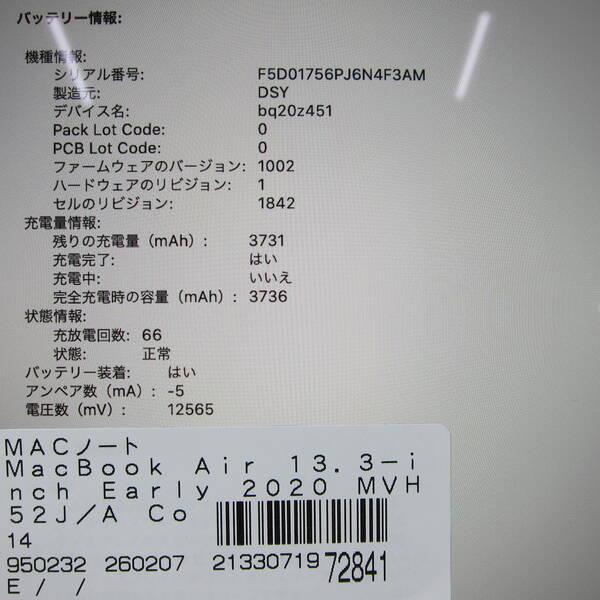 バッテリー情報:
機種情報:
シリアル番号: F5D01756PJ6N4F3AM
製造元: DSY
デバイス名: bq20z451
Pack Lot Code: 0
PCB Lot Code: 0
ファームウェアのバージョン: 1002
ハードウェアのリビジョン: 1
セルのリビジョン: 1842
充電量情報:
残りの充電量（mAh）: 3731
充電完了: はい
充電中: いいえ
完全充電時の容量（mAh）: 3736
状態情報:
充放電回数: 66
状態: 正常
バッテリー装着: はい
アンペア数（mA）: -5
電圧数（mV）: 12565
MACノート
MacBook Air 13.3-i
nch Early 2020 MVH
52J/A Co
14
950232 260207 21330719 72841
E / /